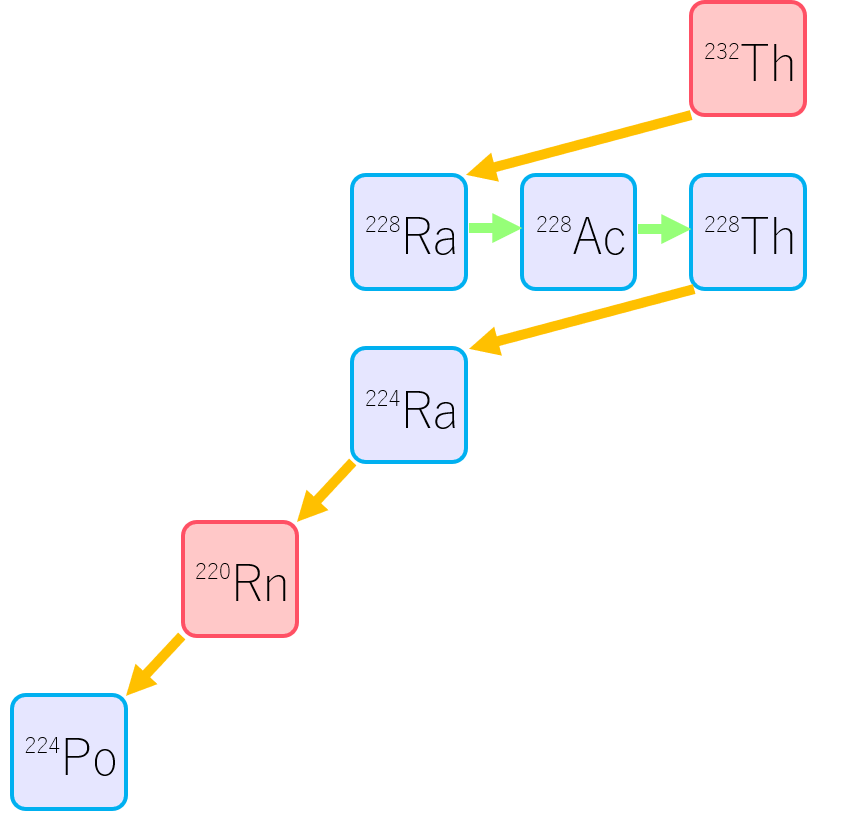 ²³²Th
²²⁸Ra ²²⁸Ac ²²⁸Th
²²⁴Ra
²²⁰Rn
²²⁴Po